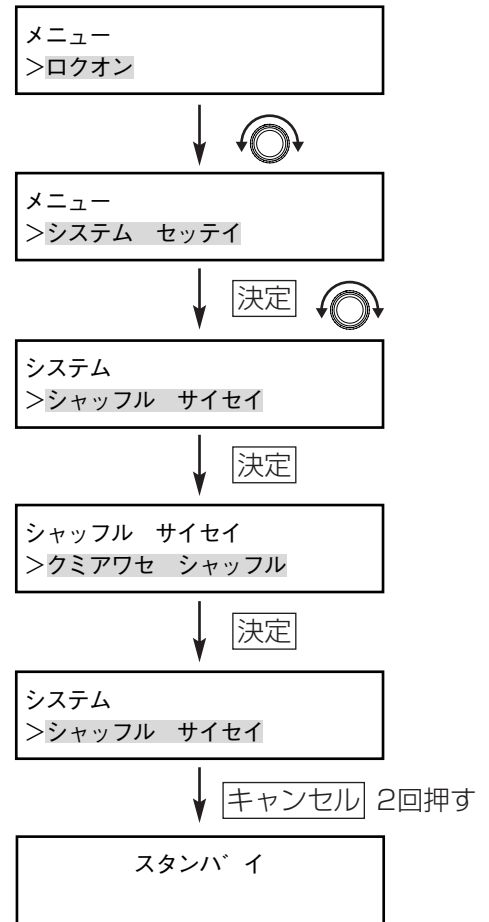 メニュー
>ロクオン
メニュー
>システム　セッテイ
決定
システム
>シャッフル　サイセイ
決定
シャッフル　サイセイ
>クミアワセ　シャッフル
決定
システム
>シャッフル　サイセイ
キャンセル 2回押す
スタンハ゛イ